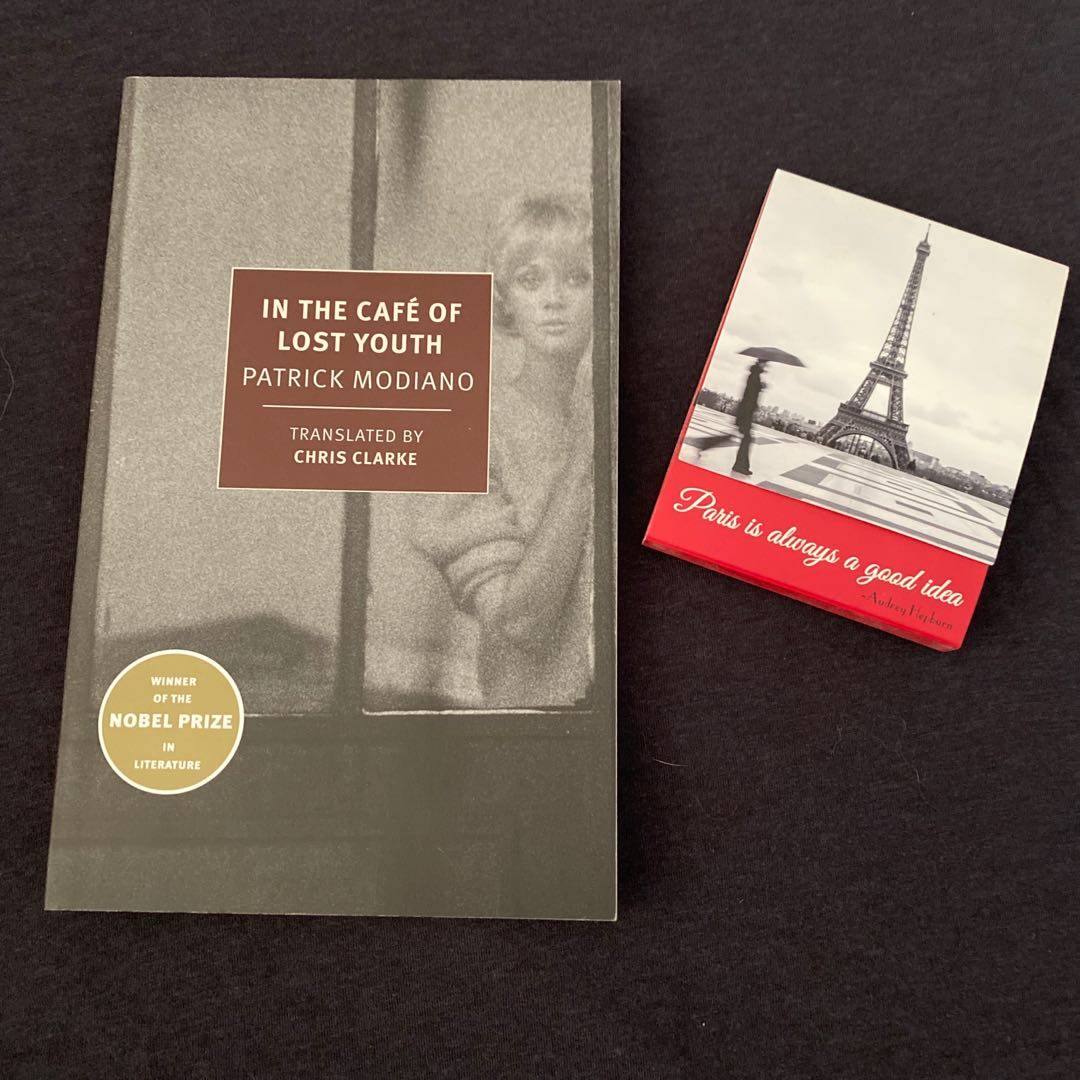 IN THE CAFÉ OF
LOST YOUTH
PATRICK MODIANO
TRANSLATED BY
CHRIS CLARKE
WINNER
OF THE
NOBEL PRIZE
IN
LITERATURE
Paris is always a good idea
-Audrey Hepburn